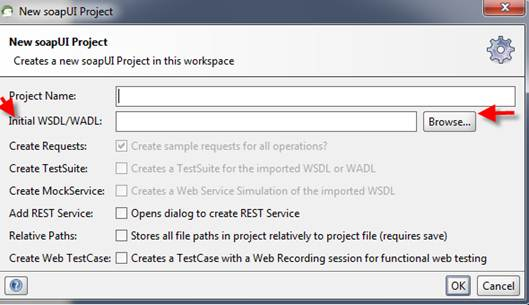 New soapUI Project
New soapUI Project
Creates a new soapUI Project in this workspace
Project Name:
Initial WSDL/WADL: Browse...
Create Requests: Create sample requests for all operations?
Create TestSuite: Creates a TestSuite for the imported WSDL or WADL
Create MockService: Creates a Web Service Simulation of the imported WSDL
Add REST Service: Opens dialog to create REST Service
Relative Paths: Stores all file paths in project relatively to project file (requires save)
Create Web TestCase: Creates a TestCase with a Web Recording session for functional web testing
? OK Cancel